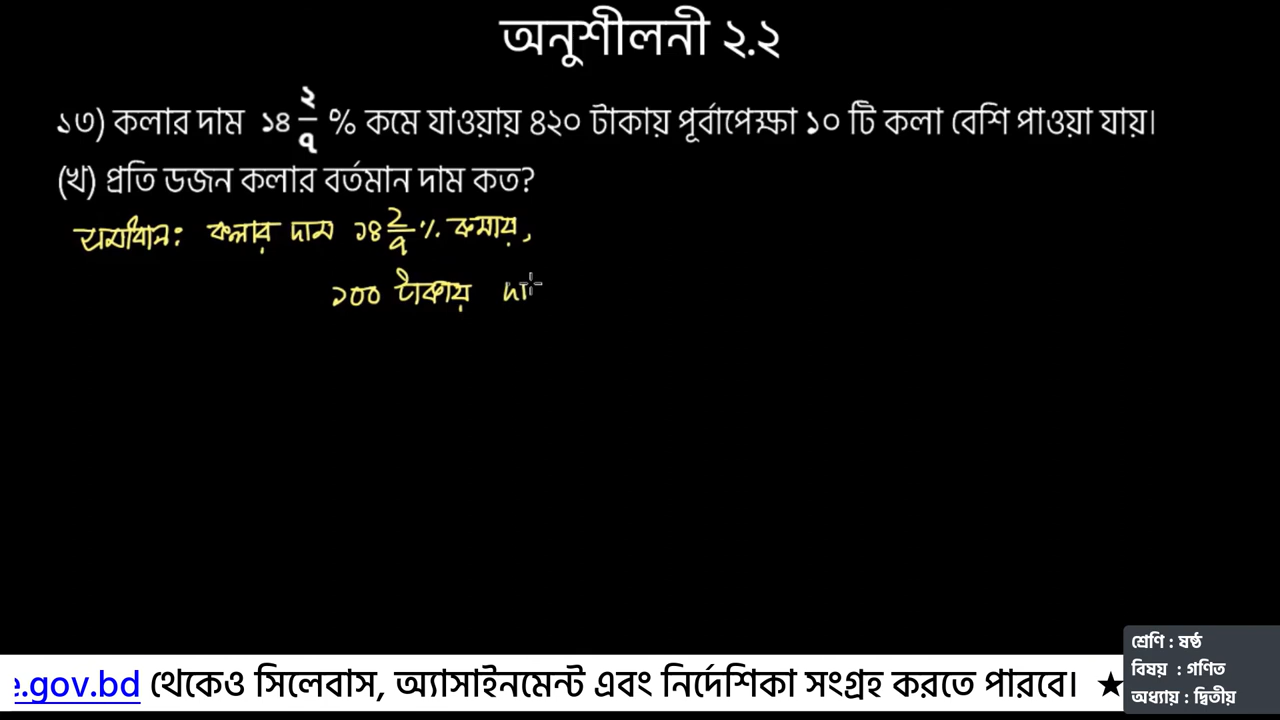 অনুশীলনী ২.২
১৩) কলার দাম ১৪ ২/৭ % কমে যাওয়ায় ৪২০ টাকায় পূর্বাপেক্ষা ১০ টি কলা বেশি পাওয়া যায়।
(খ) প্রতি ডজন কলার বর্তমান দাম কত?
সমাধান: কলার দাম ১৪ ২/৭ % কমায়,
১০০ টাকায়
e.gov.bd থেকেও সিলেবাস, অ্যাসাইনমেন্ট এবং নির্দেশিকা সংগ্রহ করতে পারবে। ★
শ্রেণি : ষষ্ঠ
বিষয় : গণিত
অধ্যায় : দ্বিতীয়